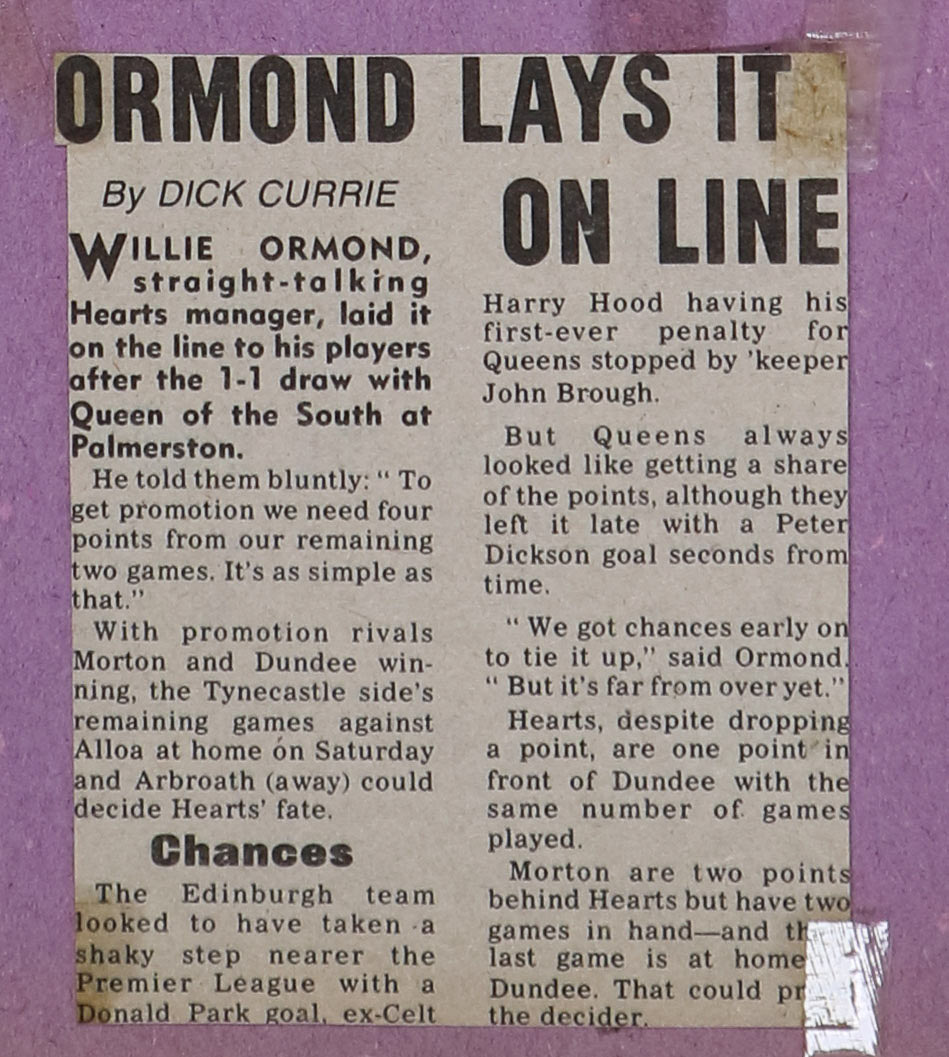 ORMOND LAYS IT
ON LINE
By DICK CURRIE
WILLIE ORMOND,
straight-talking
Hearts manager, laid it
on the line to his players
after the 1-1 draw with
Queen of the South at
Palmerston.
He told them bluntly: " To
get promotion we need four
points from our remaining
two games. It's as simple as
that."
With promotion rivals
Morton and Dundee win-
ning, the Tynecastle side's
remaining games against
Alloa at home on Saturday
and Arbroath (away) could
decide Hearts' fate.
Chances
The Edinburgh team
looked to have taken a
shaky step nearer the
Premier League with a
Donald Park goal, ex-Celt
Harry Hood having his
first-ever penalty for
Queens stopped by 'keeper
John Brough.
But Queens always
looked like getting a share
of the points, although they
left it late with a Peter
Dickson goal seconds from
time.
" We got chances early on
to tie it up," said Ormond.
" But it's far from over yet."
Hearts, despite dropping
a point, are one point in
front of Dundee with the
same number of games
played.
Morton are two points
behind Hearts but have two
games in hand—and
last game is at home
Dundee. That could
the decider.